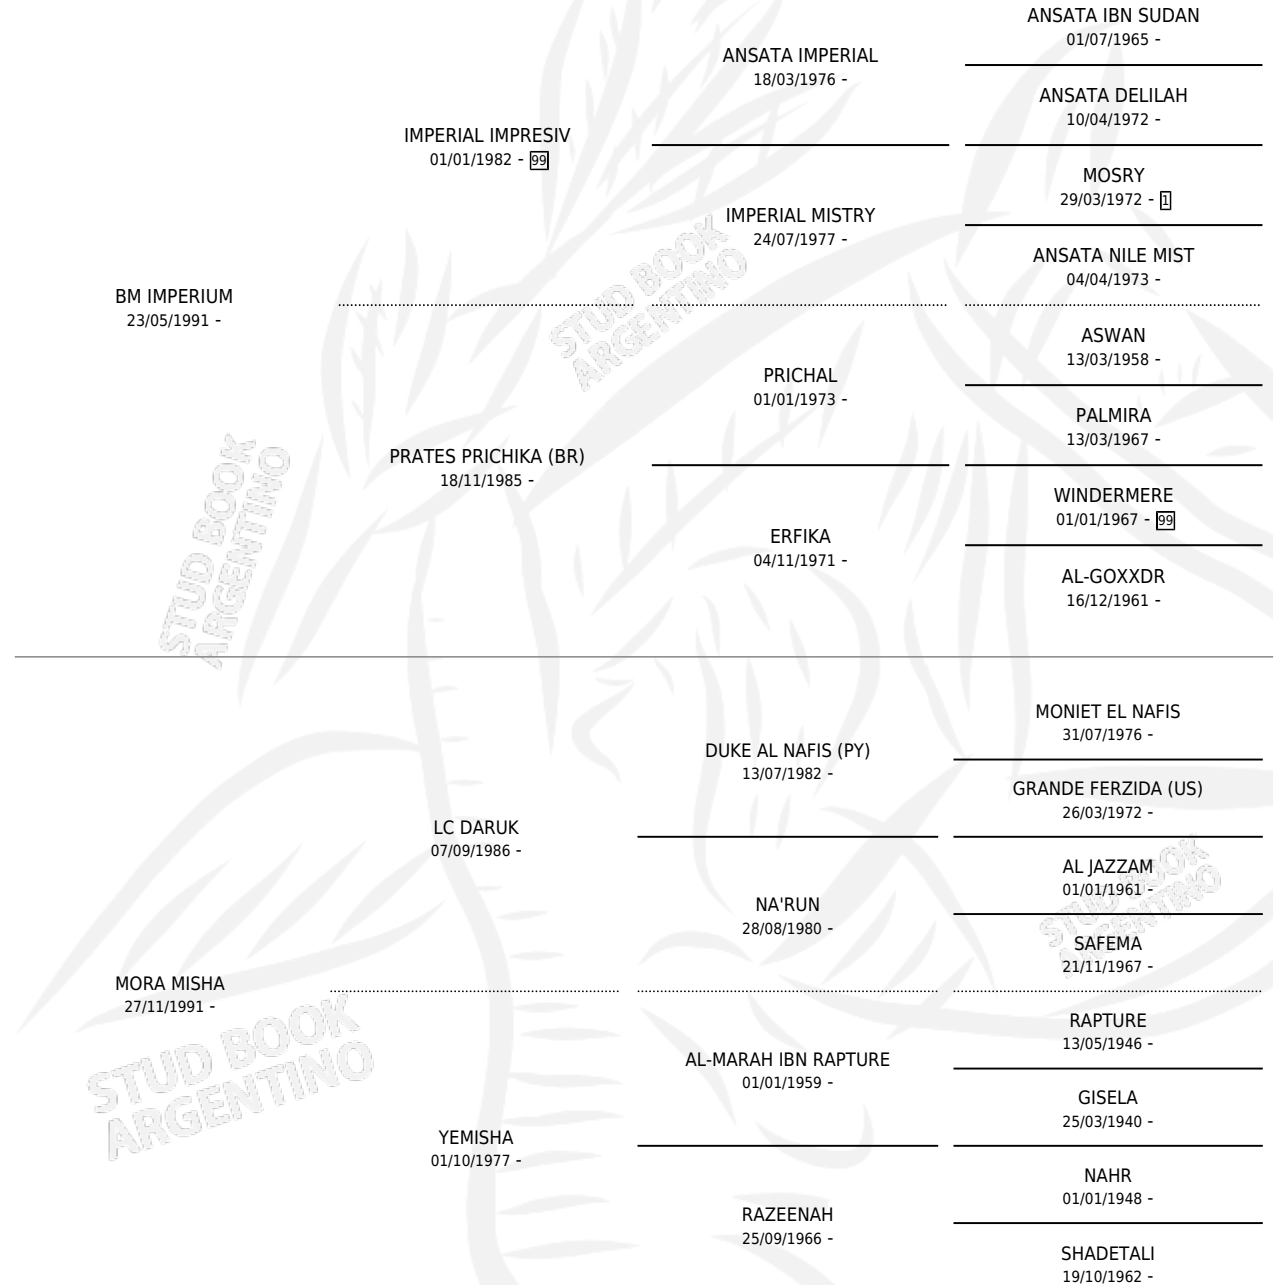 ANSATA IBN SUDAN
01/07/1965 -
ANSATA IMPERIAL
18/03/1976 -
ANSATA DELILAH
10/04/1972 -
IMPERIAL IMPRESIV
01/01/1982 - 99
MOSRY
29/03/1972 - 1
IMPERIAL MISTRY
24/07/1977 -
ANSATA NILE MIST
04/04/1973 -
BM IMPERIUM
23/05/1991 -
ASWAN
13/03/1958 -
PRICHAL
01/01/1973 -
PALMIRA
13/03/1967 -
PRATES PRICHIKA (BR)
18/11/1985 -
WINDERMERE
01/01/1967 - 99
ERFIKA
04/11/1971 -
AL-GOXXDR
16/12/1961 -
MONIET EL NAFIS
31/07/1976 -
DUKE AL NAFIS (PY)
13/07/1982 -
GRANDE FERZIDA (US)
26/03/1972 -
LC DARUK
07/09/1986 -
AL JAZZAM
01/01/1961 -
NA'RUN
28/08/1980 -
SAFEMA
21/11/1967 -
MORA MISHA
27/11/1991 -
RAPTURE
13/05/1946 -
AL-MARAH IBN RAPTURE
01/01/1959 -
GISELA
25/03/1940 -
YEMISHA
01/10/1977 -
NAHR
01/01/1948 -
RAZEENAH
25/09/1966 -
SHADETALI
19/10/1962 -
STUD BOOK
ARGENTINO
STUD BOOK
ARGENTINO
STUD BOOK
ARGENTINO
STUD BOOK
ARGENTINO